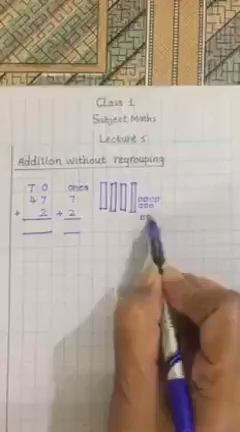 Class 1
Subject Maths
Lecture 5
Addition without regrouping
T O ones
4 7 7
+ 2 + 2